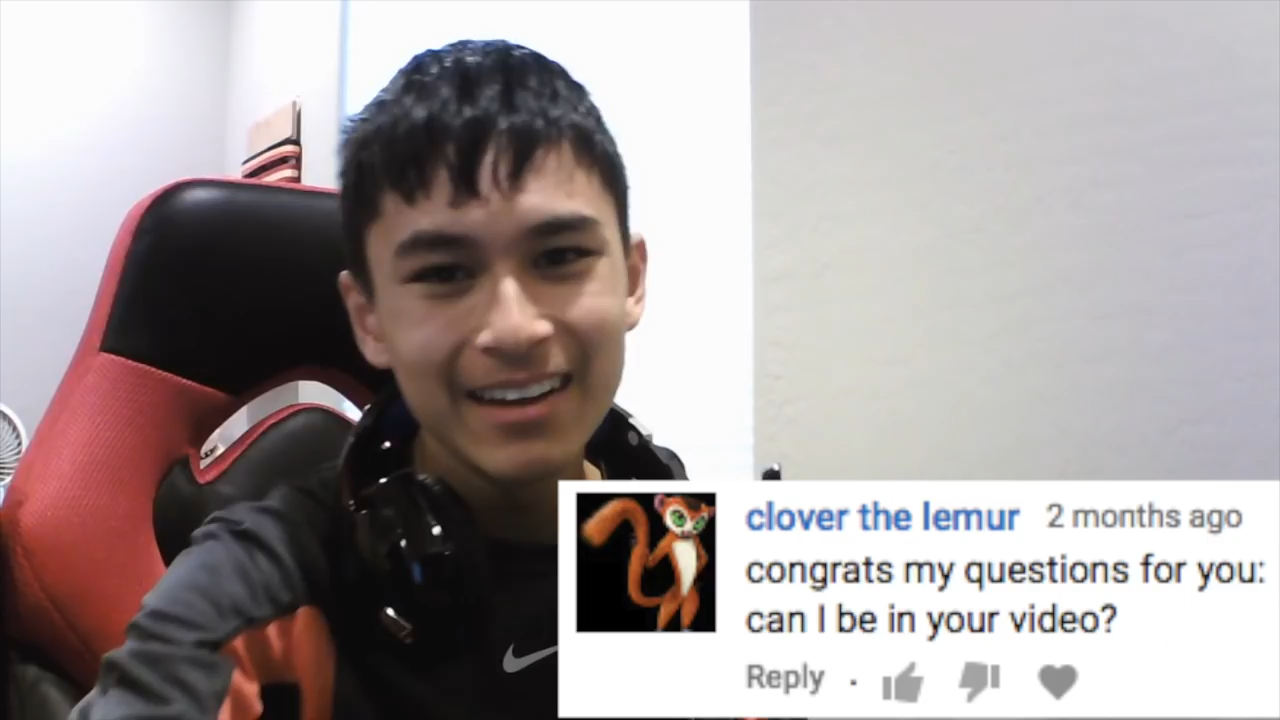 clover the lemur 2 months ago
congrats my questions for you:
can I be in your video?
Reply